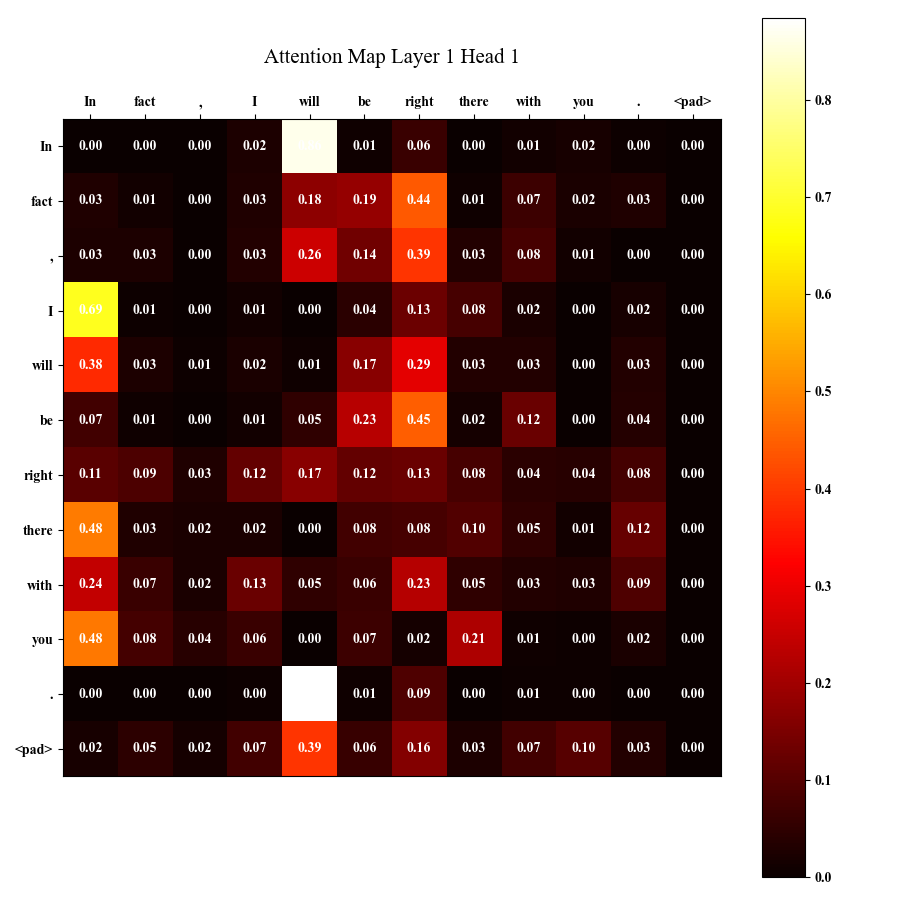 Attention Map Layer 1 Head 1
In fact , I will be right there with you . <pad>
In 0.00 0.00 0.00 0.02 0.01 0.06 0.00 0.01 0.02 0.00 0.00
fact 0.03 0.01 0.00 0.03 0.18 0.19 0.44 0.01 0.07 0.02 0.03 0.00
, 0.03 0.03 0.00 0.03 0.26 0.14 0.39 0.03 0.08 0.01 0.00 0.00
I 0.69 0.01 0.00 0.01 0.00 0.04 0.13 0.08 0.02 0.00 0.02 0.00
will 0.38 0.03 0.01 0.02 0.01 0.17 0.29 0.03 0.03 0.00 0.03 0.00
be 0.07 0.01 0.00 0.01 0.05 0.23 0.45 0.02 0.12 0.00 0.04 0.00
right 0.11 0.09 0.03 0.12 0.17 0.12 0.13 0.08 0.04 0.04 0.08 0.00
there 0.48 0.03 0.02 0.02 0.00 0.08 0.08 0.10 0.05 0.01 0.12 0.00
with 0.24 0.07 0.02 0.13 0.05 0.06 0.23 0.05 0.03 0.03 0.09 0.00
you 0.48 0.08 0.04 0.06 0.00 0.07 0.02 0.21 0.01 0.00 0.02 0.00
. 0.00 0.00 0.00 0.00 0.01 0.09 0.00 0.01 0.00 0.00 0.00
<pad> 0.02 0.05 0.02 0.07 0.39 0.06 0.16 0.03 0.07 0.10 0.03 0.00
0.8
0.7
0.6
0.5
0.4
0.3
0.2
0.1
0.0